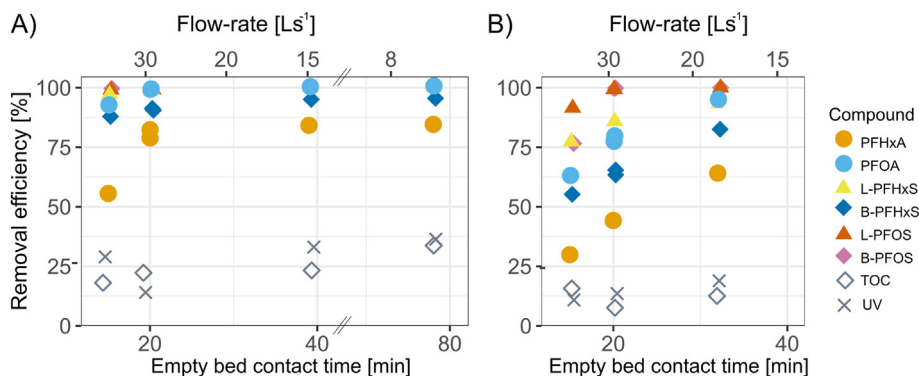 A)
Flow-rate [Ls⁻¹]
30 20 15 8
Removal efficiency [%]
100
75
50
25
0
20 40 80
Empty bed contact time [min]
B)
Flow-rate [Ls⁻¹]
30 20 15
100
75
50
25
0
20 40
Empty bed contact time [min]
Compound
PFHxA
PFOA
L-PFHxS
B-PFHxS
L-PFOS
B-PFOS
TOC
UV